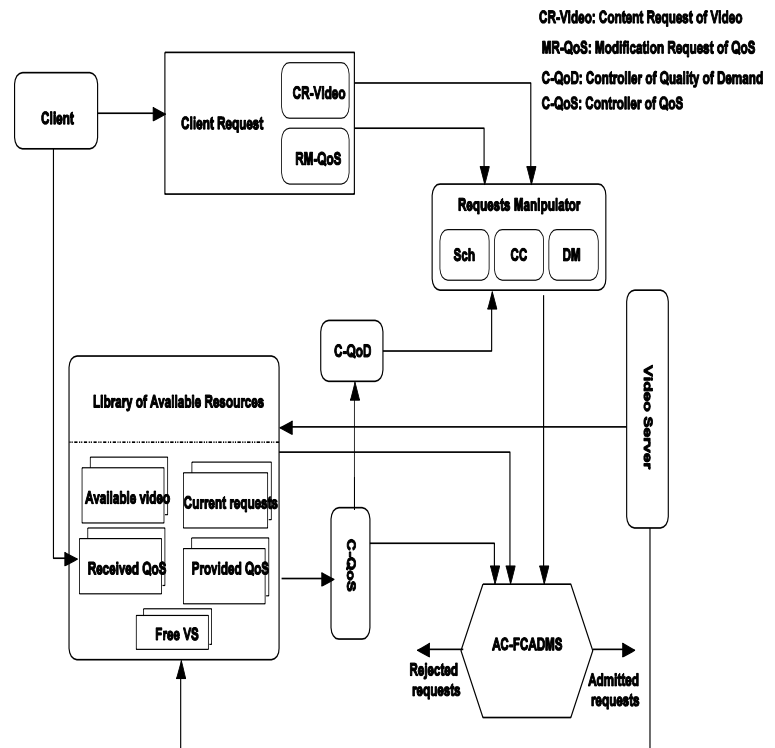 CR-Video: Content Request of Video
MR-QoS: Modification Request of QoS
C-QoD: Controller of Quality of Demand
C-QoS: Controller of QoS
Client
Client Request
CR-Video
RM-QoS
Requests Manipulator
Sch
CC
DM
C-QoD
Video Server
Library of Available Resources
Available video
Current requests
Received QoS
Provided QoS
Free VS
C-QoS
AC-FCADMS
Rejected
requests
Admitted
requests